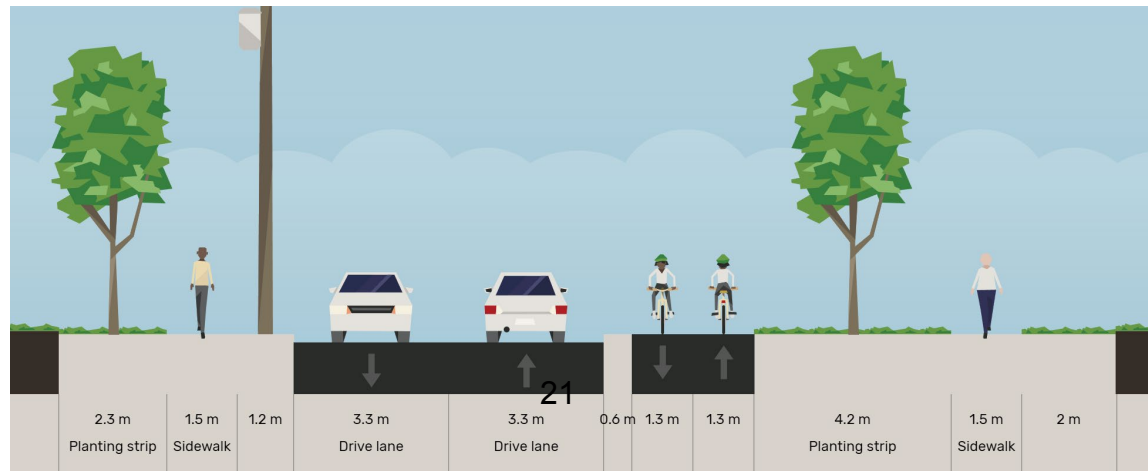 21
2.3 m 1.5 m 1.2 m 3.3 m 3.3 m 0.6 m 1.3 m 1.3 m 4.2 m 1.5 m 2 m
Planting strip Sidewalk Drive lane Drive lane Planting strip Sidewalk